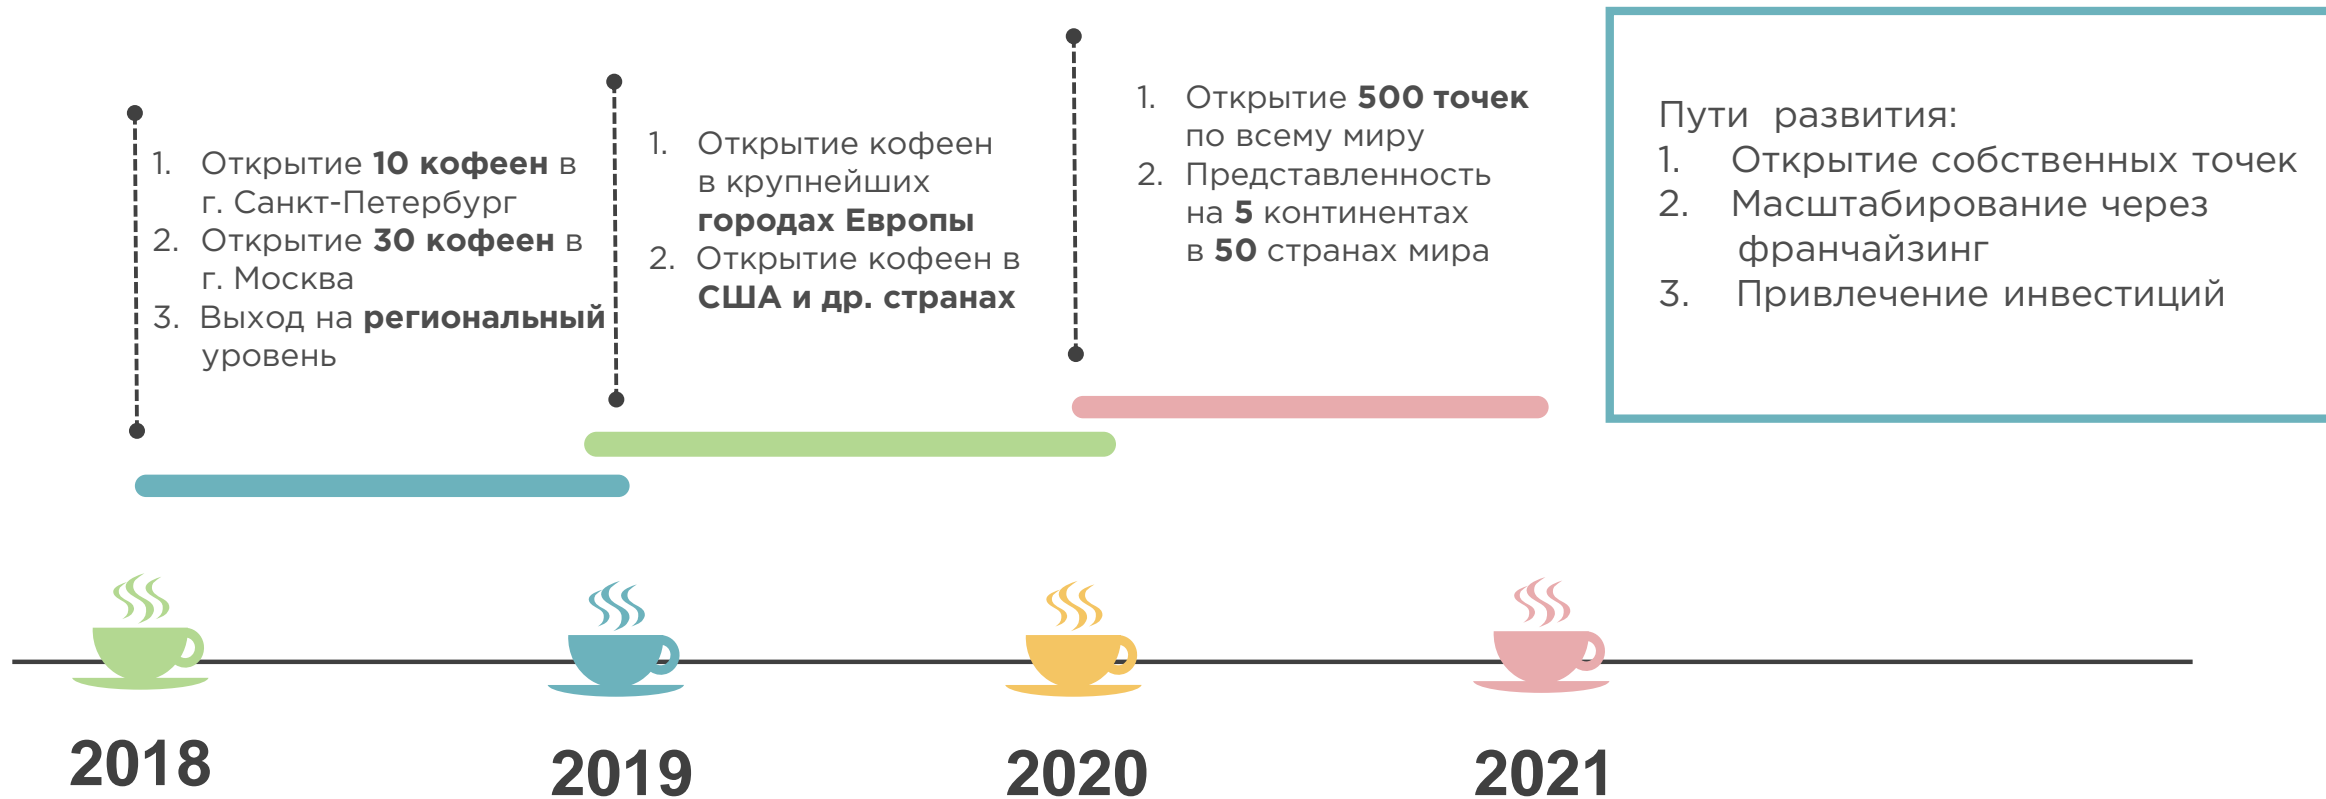 1. Открытие 10 кофеен в
г. Санкт-Петербург
2. Открытие 30 кофеен в
г. Москва
3. Выход на региональный
уровень
1. Открытие кофеен
в крупнейших
городах Европы
2. Открытие кофеен в
США и др. странах
1. Открытие 500 точек
по всему миру
2. Представленность
на 5 континентах
в 50 странах мира
Пути развития:
1. Открытие собственных точек
2. Масштабирование через
франчайзинг
3. Привлечение инвестиций
2018
2019
2020
2021